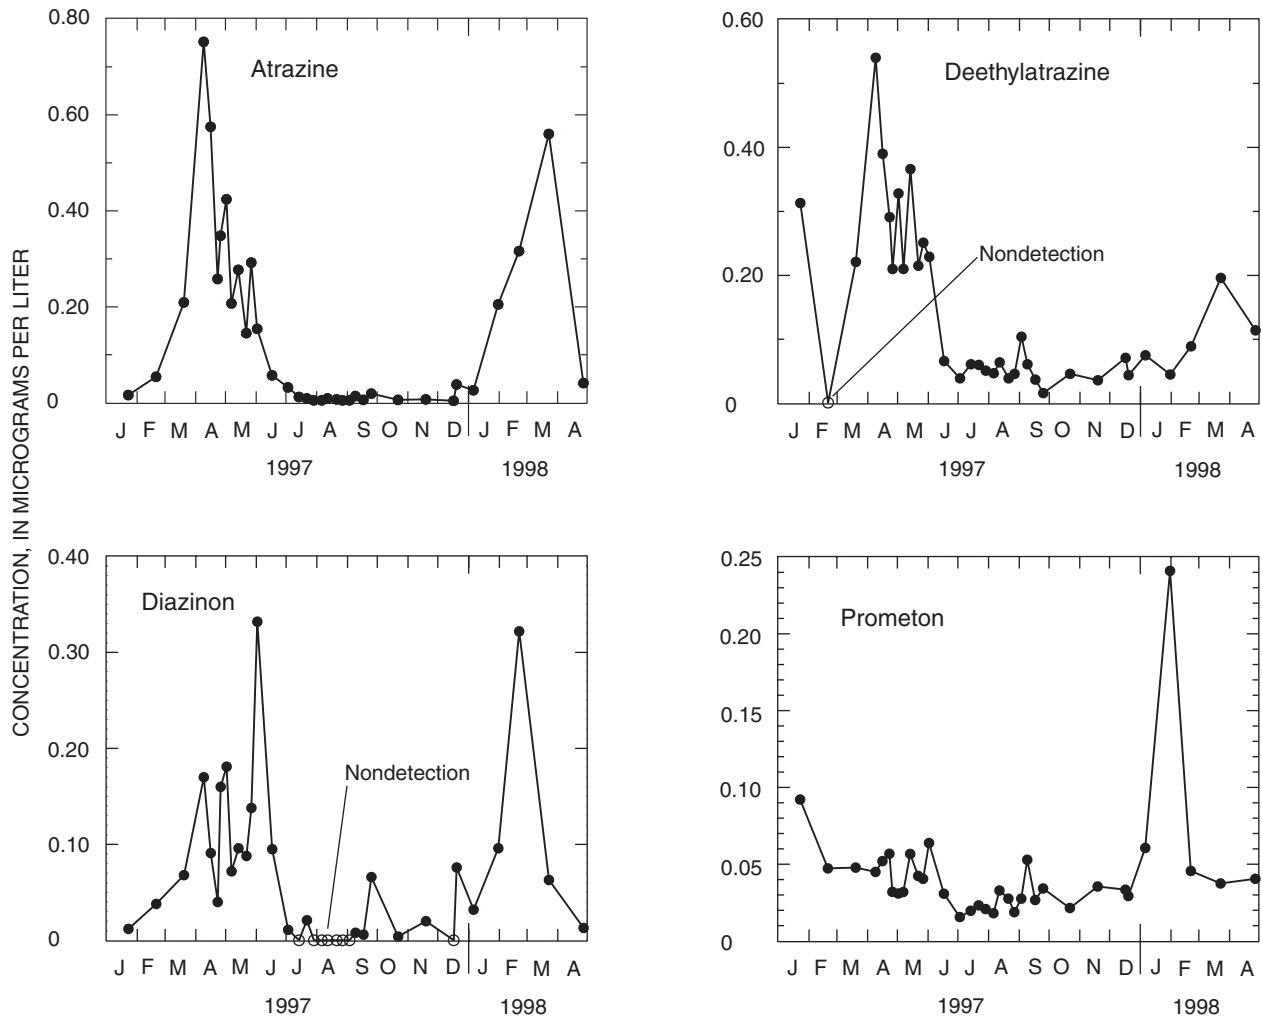 CONCENTRATION, IN MICROGRAMS PER LITER
0.80
0.60
0.40
0.20
0
Atrazine
J F M A M J J A S O N D J F M A
1997 1998
0.60
0.40
0.20
0
Deethylatrazine
Nondetection
J F M A M J J A S O N D J F M A
1997 1998
0.40
0.30
0.20
0.10
0
Diazinon
Nondetection
J F M A M J J A S O N D J F M A
1997 1998
0.25
0.20
0.15
0.10
0.05
0
Prometon
J F M A M J J A S O N D J F M A
1997 1998